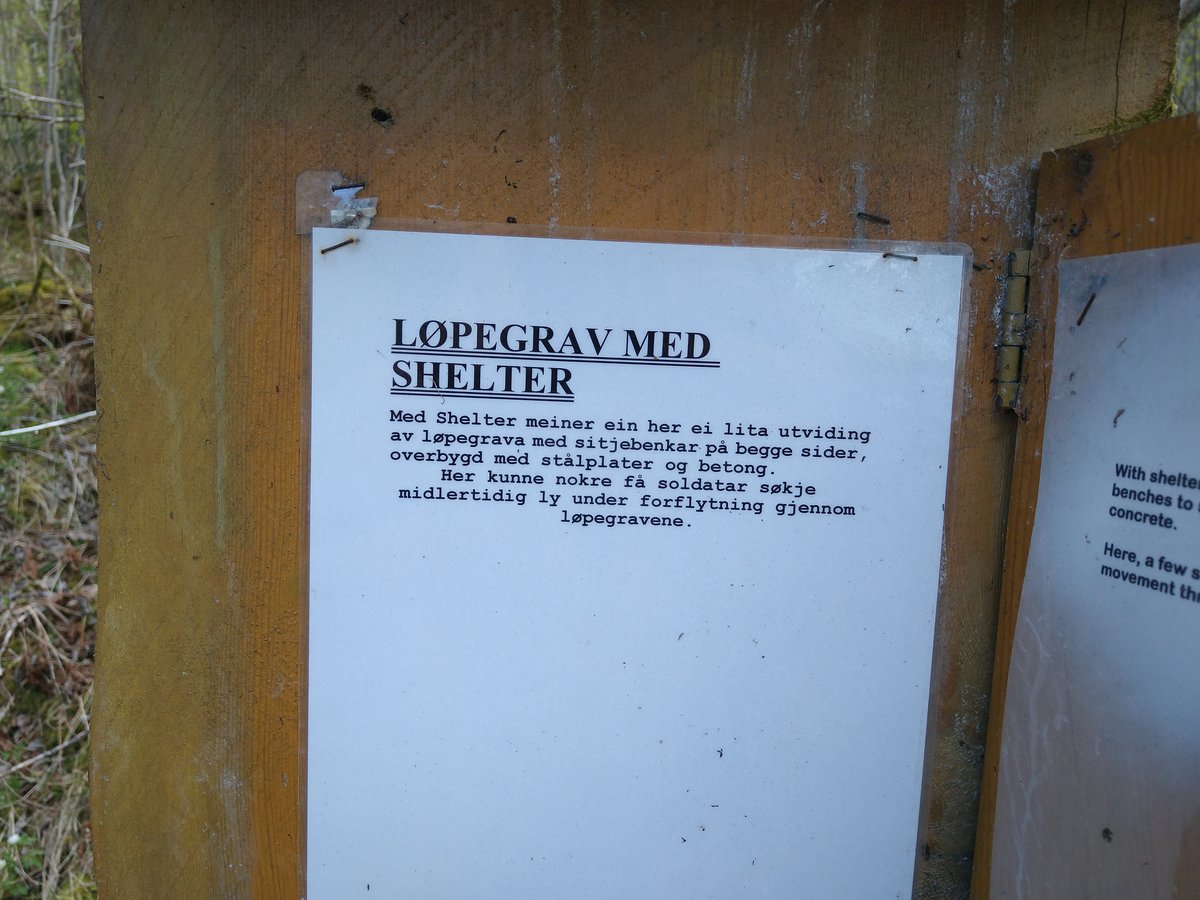 LØPEGRAV MED
SHELTER
Med Shelter meiner ein her ei lita utviding
av løpegrava med sitjebenkar på begge sider,
overbygd med stålplater og betong.
Her kunne nokre få soldatar søkje
midlertidig ly under forflytning gjennom
løpegravene.
With shelter
benches to
concrete.
Here, a few
movement